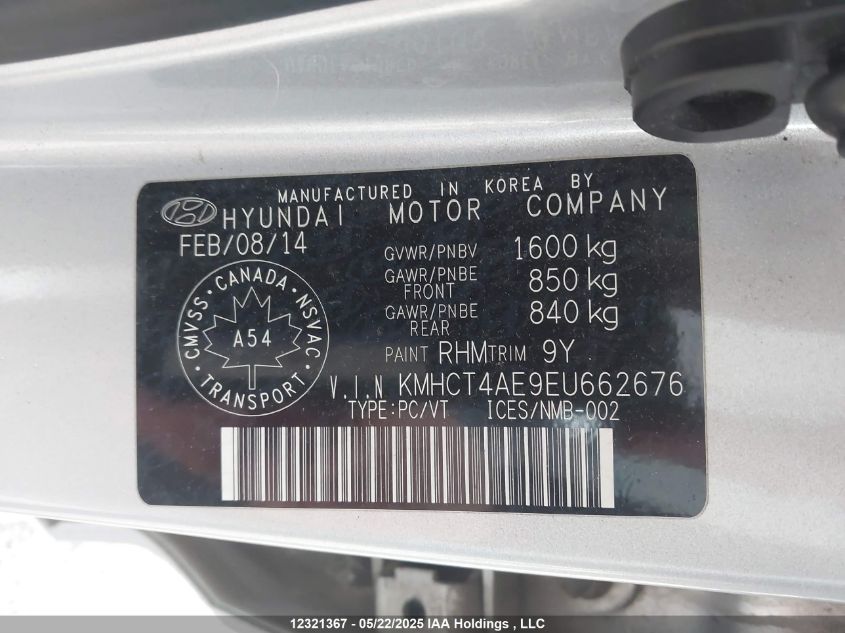 MANUFACTURED IN KOREA BY
HYUNDAI MOTOR COMPANY
FEB/08/14
GVWR/PNBV 1600 kg
GAWR/PNBE FRONT 850 kg
GAWR/PNBE REAR 840 kg
CMVSS · CANADA · NSVAC
A54
TRANSPORT
PAINT RHM TRIM 9Y
V.I.N KMHCT4AE9EU662676
TYPE:PC/VT ICES/NMB-002
12321367 - 05/22/2025 IAA Holdings , LLC